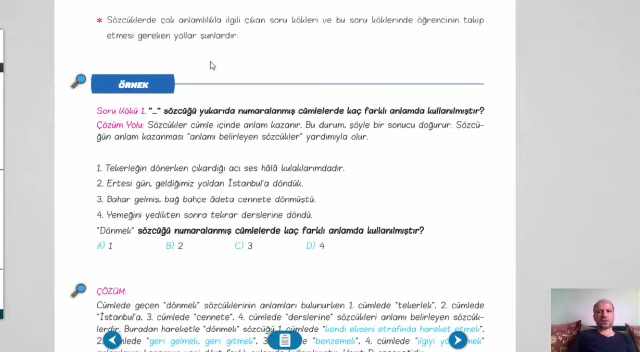 * Sözcüklerde çok anlamlılıkla ilgili çıkan soru kökleri ve bu soru köklerinde öğrencinin takip
etmesi gereken yollar şunlardır:
ÖRNEK
Soru Kökü 1. "..." sözcüğü yukarıda numaralanmış cümlelerde kaç farklı anlamda kullanılmıştır?
Çözüm Yolu: Sözcükler cümle içinde anlam kazanır. Bu durum, şöyle bir sonucu doğurur: Sözcü-
ğün anlam kazanması "anlamı belirleyen sözcükler" yardımıyla olur.
1. Tekerleğin dönerken çıkardığı acı ses hâlâ kulaklarımdadır.
2. Ertesi gün, geldiğimiz yoldan İstanbul'a döndük.
3. Bahar gelmiş, bağ bahçe âdeta cennete dönmüştü.
4. Yemeğini yedikten sonra tekrar derslerine döndü.
"Dönmek" sözcüğü numaralanmış cümlelerde kaç farklı anlamda kullanılmıştır?
A) 1 B) 2 C) 3 D) 4
ÇÖZÜM:
Cümlede geçen "dönmek" sözcüklerinin anlamları bulunurken 1. cümlede "tekerlek", 2. cümlede
"İstanbul'a, 3. cümlede "cennete", 4. cümlede "derslerine" sözcükleri anlamı belirleyen sözcük-
lerdir. Buradan hareketle "dönmek" sözcüğü 1. cümlede "kendi ekseni etrafında hareket etmek",
"geri gelmek, geri gitmek", "benzemek", 4. cümlede "ilgiyi